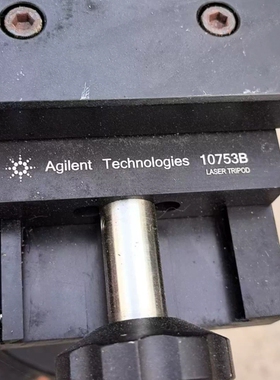 Agilent Technologies 10753B
LASER TRIPOD